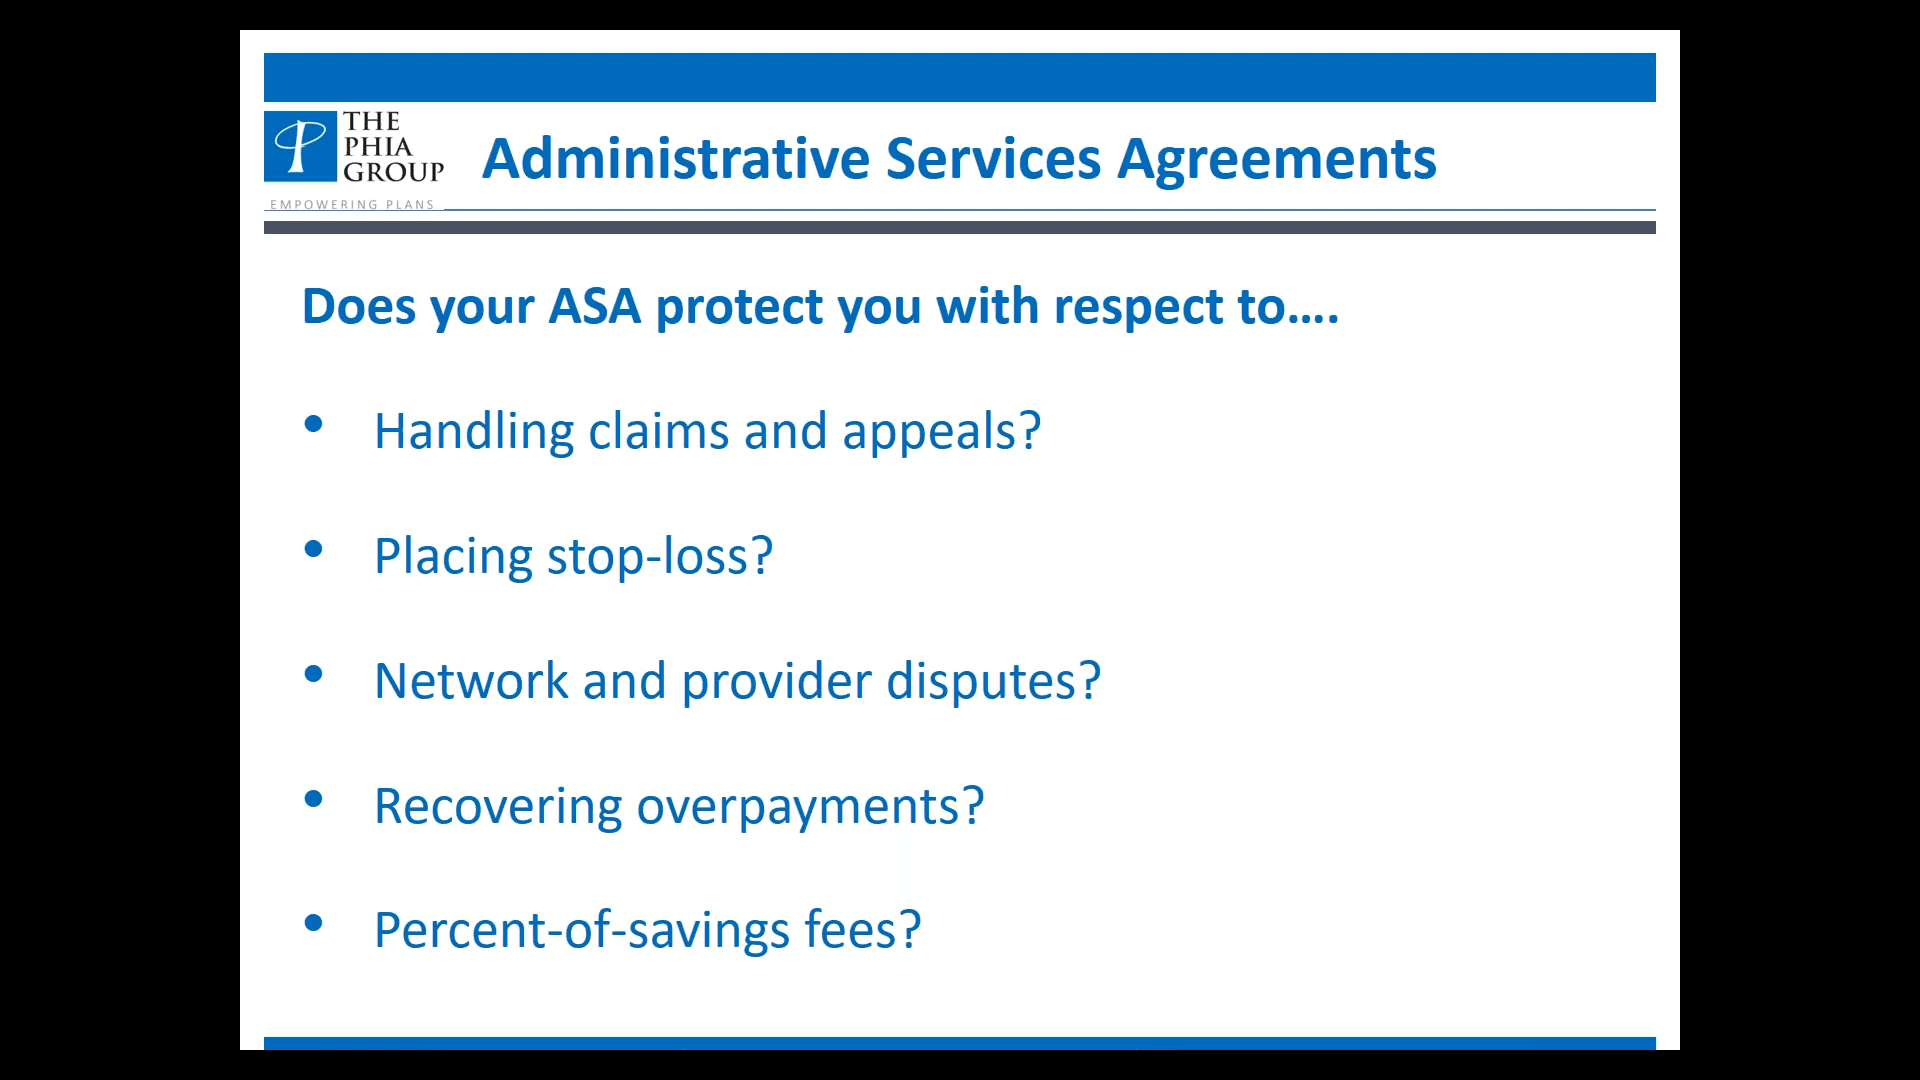 THE
PHIA
GROUP
EMPOWERING PLANS
Administrative Services Agreements
Does your ASA protect you with respect to….
• Handling claims and appeals?
• Placing stop-loss?
• Network and provider disputes?
• Recovering overpayments?
• Percent-of-savings fees?